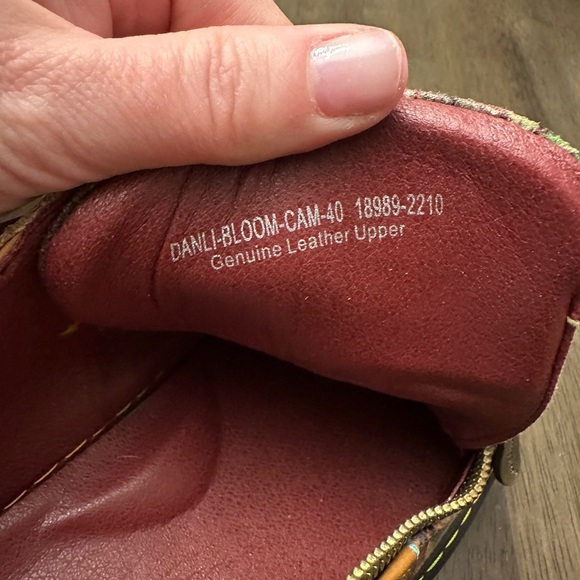 DANLI-BLOOM-CAM-40 18989-2210
Genuine Leather Upper